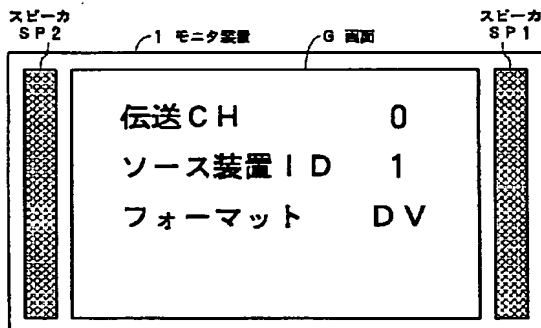 スピーカ
SP2
1 モニタ装置
G 画面
スピーカ
SP1
伝送CH 0
ソース装置ID 1
フォーマット DV